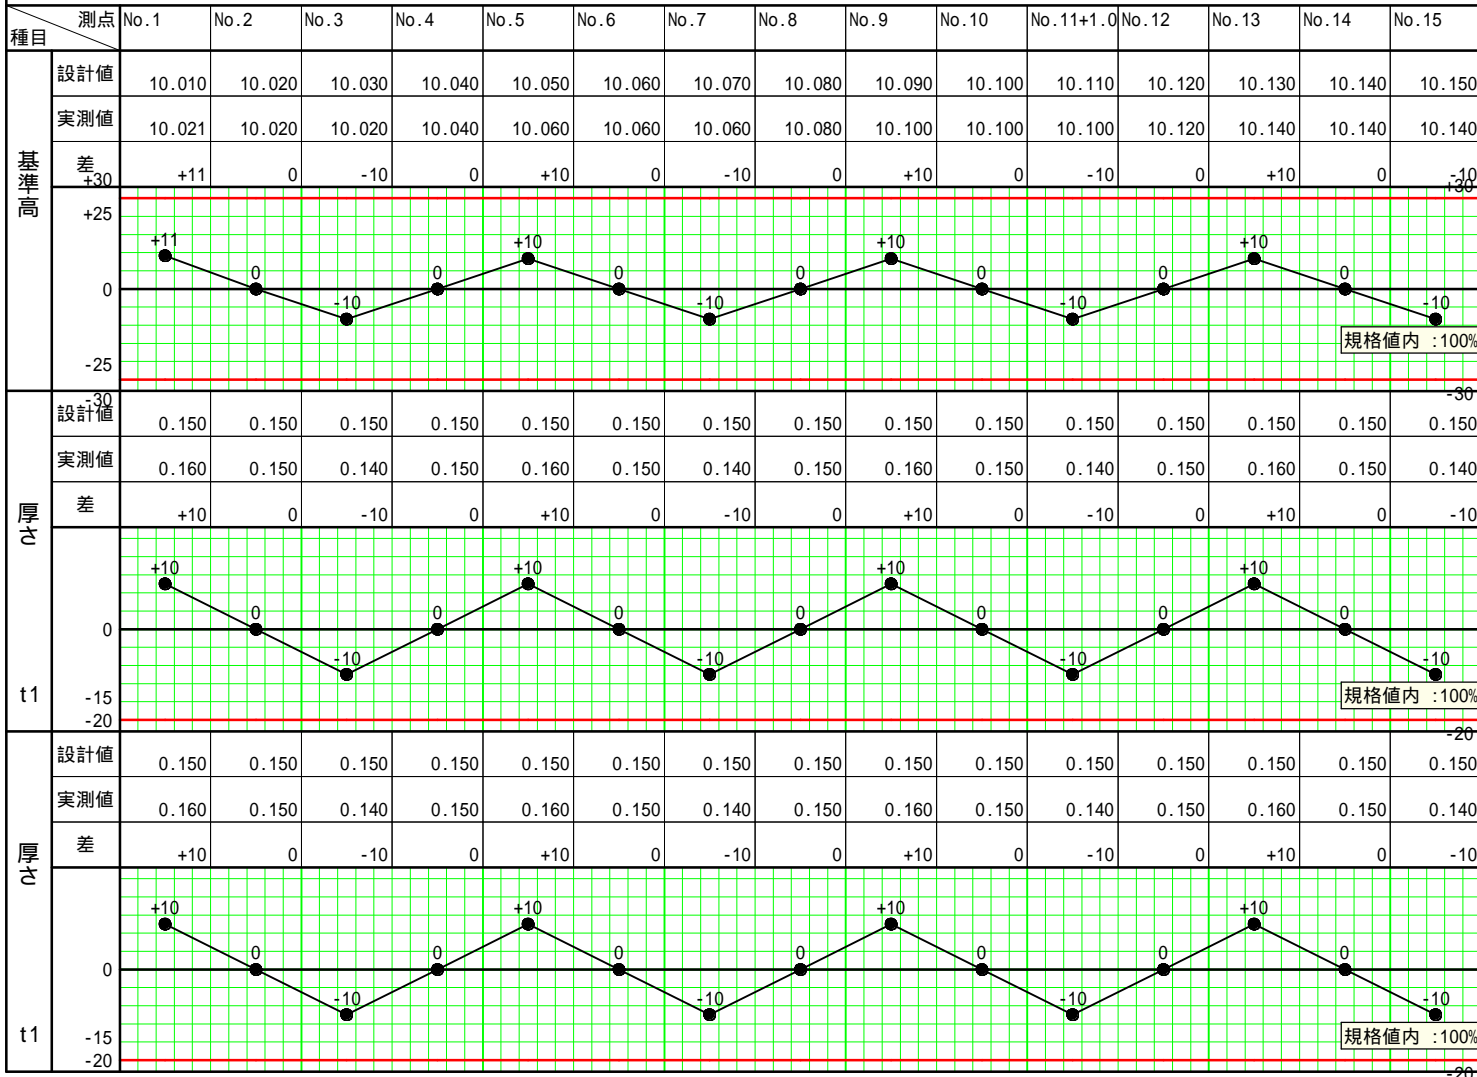 測点 No.1 No.2 No.3 No.4 No.5 No.6 No.7 No.8 No.9 No.10 No.11+1.0 No.12 No.13 No.14 No.15
種目
基準高
設計値 10.010 10.020 10.030 10.040 10.050 10.060 10.070 10.080 10.090 10.100 10.110 10.120 10.130 10.140 10.150
実測値 10.021 10.020 10.020 10.040 10.060 10.060 10.060 10.080 10.100 10.100 10.100 10.120 10.140 10.140 10.140
差 +11 0 -10 0 +10 0 -10 0 +10 0 -10 0 +10 0 -10
+30 +30
+25
+11 0 -10 0 +10 0 -10 0 +10 0 -10 0 +10 0 -10
0
規格値内 :100%
-25
-30 -30
厚さ
t1
設計値 0.150 0.150 0.150 0.150 0.150 0.150 0.150 0.150 0.150 0.150 0.150 0.150 0.150 0.150 0.150
実測値 0.160 0.150 0.140 0.150 0.160 0.150 0.140 0.150 0.160 0.150 0.140 0.150 0.160 0.150 0.140
差 +10 0 -10 0 +10 0 -10 0 +10 0 -10 0 +10 0 -10
+10 0 -10 0 +10 0 -10 0 +10 0 -10 0 +10 0 -10
0
-15
規格値内 :100%
-20 -20
厚さ
t1
設計値 0.150 0.150 0.150 0.150 0.150 0.150 0.150 0.150 0.150 0.150 0.150 0.150 0.150 0.150 0.150
実測値 0.160 0.150 0.140 0.150 0.160 0.150 0.140 0.150 0.160 0.150 0.140 0.150 0.160 0.150 0.140
差 +10 0 -10 0 +10 0 -10 0 +10 0 -10 0 +10 0 -10
+10 0 -10 0 +10 0 -10 0 +10 0 -10 0 +10 0 -10
0
-15
規格値内 :100%
-20 -20